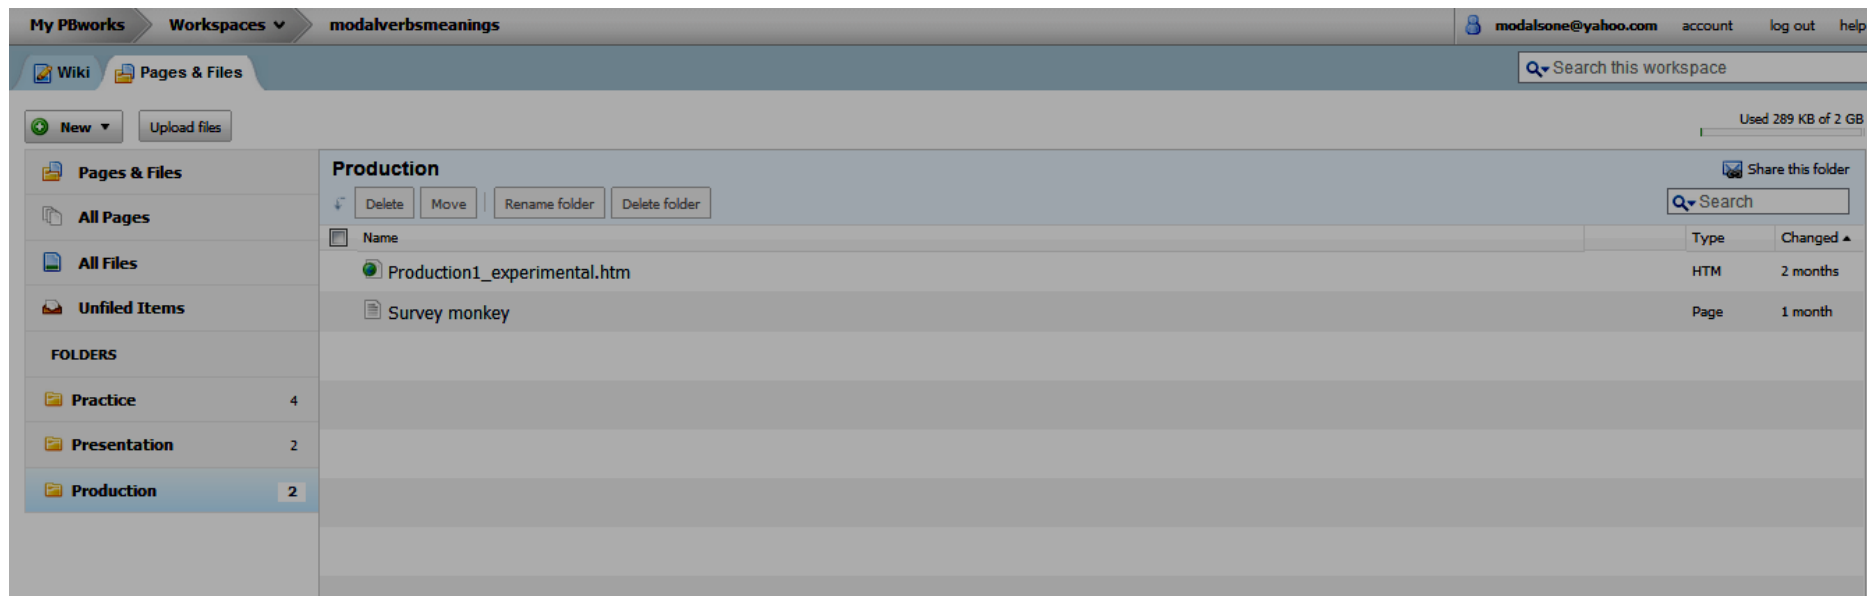 My PBworks Workspaces modalverbsmeanings modalsone@yahoo.com account log out help
Wiki Pages & Files Search this workspace
New Upload files Used 289 KB of 2 GB
Pages & Files
All Pages
All Files
Unfiled Items
FOLDERS
Practice 4
Presentation 2
Production 2
Production Share this folder
Delete Move Rename folder Delete folder Search
Name Type Changed
Production1_experimental.htm HTM 2 months
Survey monkey Page 1 month